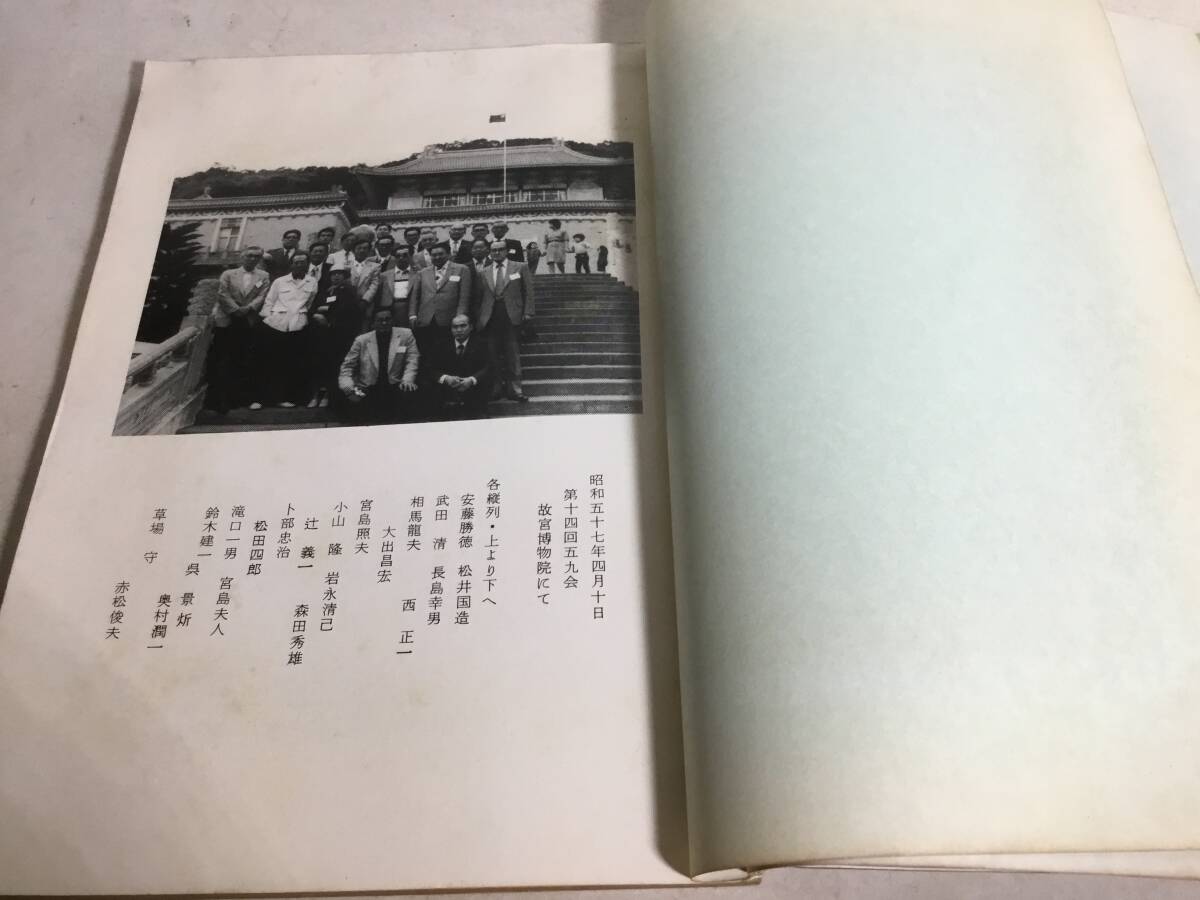 昭和五十七年四月十日
第十四回五九会
故宮博物院にて
各縦列・上より下へ
安藤勝徳 松井国造
武田 清 長島幸男
相馬龍夫 西 正一
大出昌宏
宮島照夫
小山 隆 岩永清己
辻 義一 森田秀雄
卜部忠治
松田四郎
滝口一男 宮島夫人
鈴木建一 呉 景炘
草場 守 奥村潤一
赤松俊夫